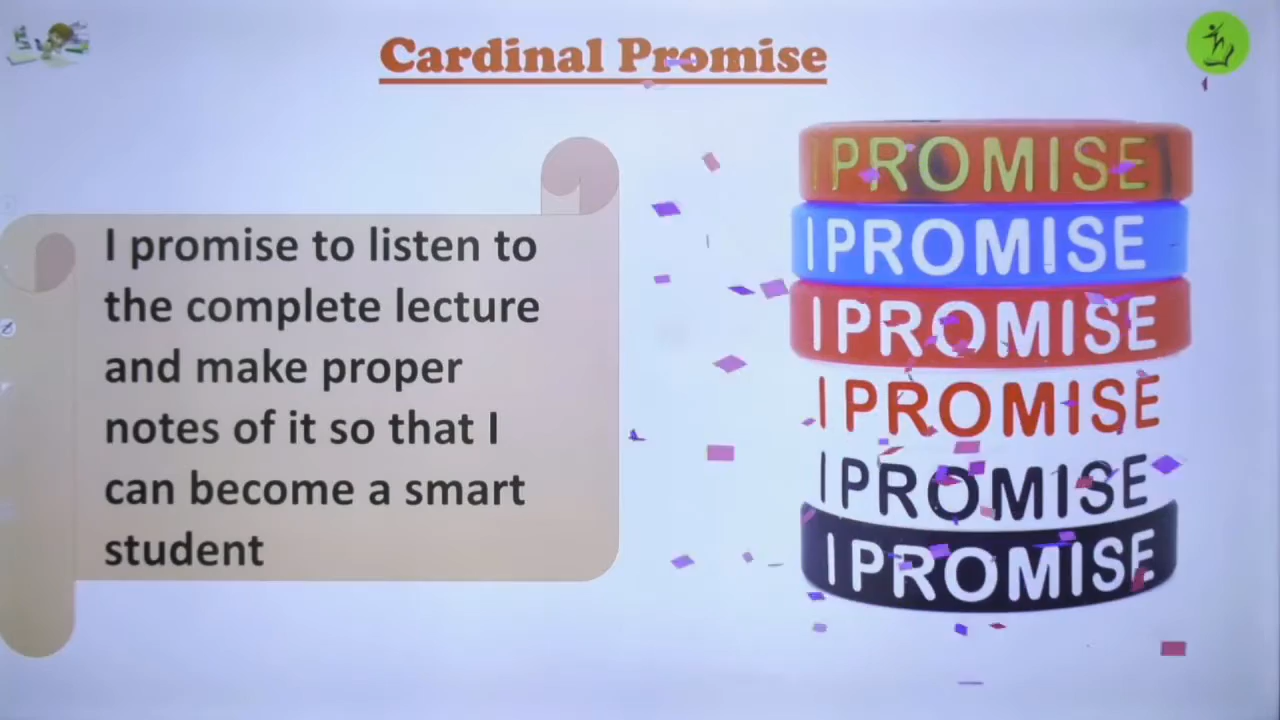 Cardinal Promise
I promise to listen to
the complete lecture
and make proper
notes of it so that I
can become a smart
student
I PROMISE
I PROMISE
I PROMISE
I PROMISE
I PROMISE
I PROMISE